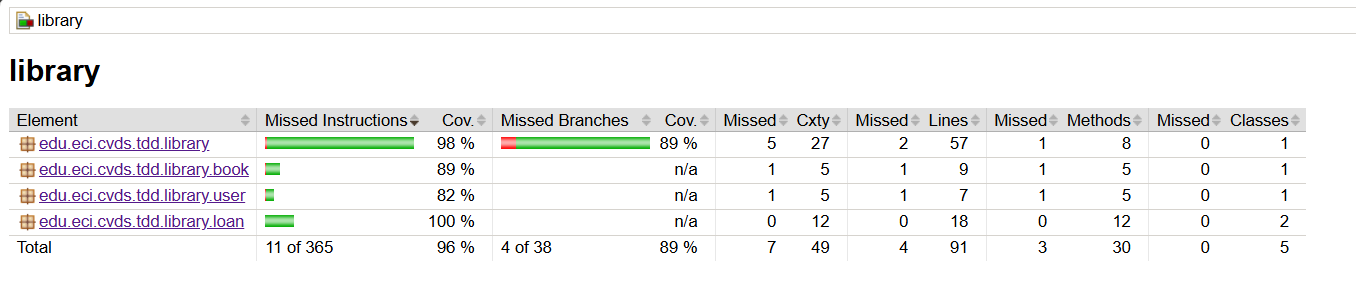 library
library
Element Missed Instructions Cov. Missed Branches Cov. Missed Cxty Missed Lines Missed Methods Missed Classes
edu.eci.cvds.tdd.library 98 % 89 % 5 27 2 57 1 8 0 1
edu.eci.cvds.tdd.library.book 89 % n/a 1 5 1 9 1 5 0 1
edu.eci.cvds.tdd.library.user 82 % n/a 1 5 1 7 1 5 0 1
edu.eci.cvds.tdd.library.loan 100 % n/a 0 12 0 18 0 12 0 2
Total 11 of 365 96 % 4 of 38 89 % 7 49 4 91 3 30 0 5